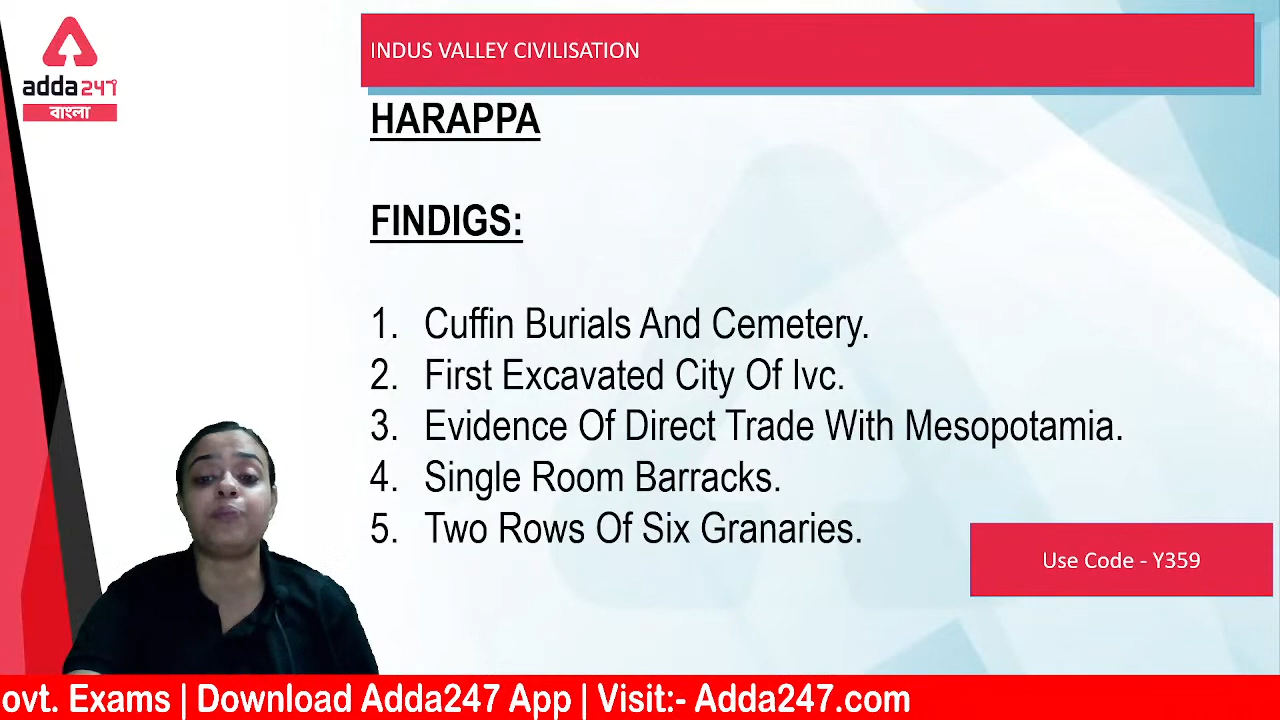 adda247
বাংলা
INDUS VALLEY CIVILISATION
HARAPPA
FINDIGS:
1. Cuffin Burials And Cemetery.
2. First Excavated City Of Ivc.
3. Evidence Of Direct Trade With Mesopotamia.
4. Single Room Barracks.
5. Two Rows Of Six Granaries.
Use Code - Y359
ovt. Exams | Download Adda247 App | Visit:- Adda247.com